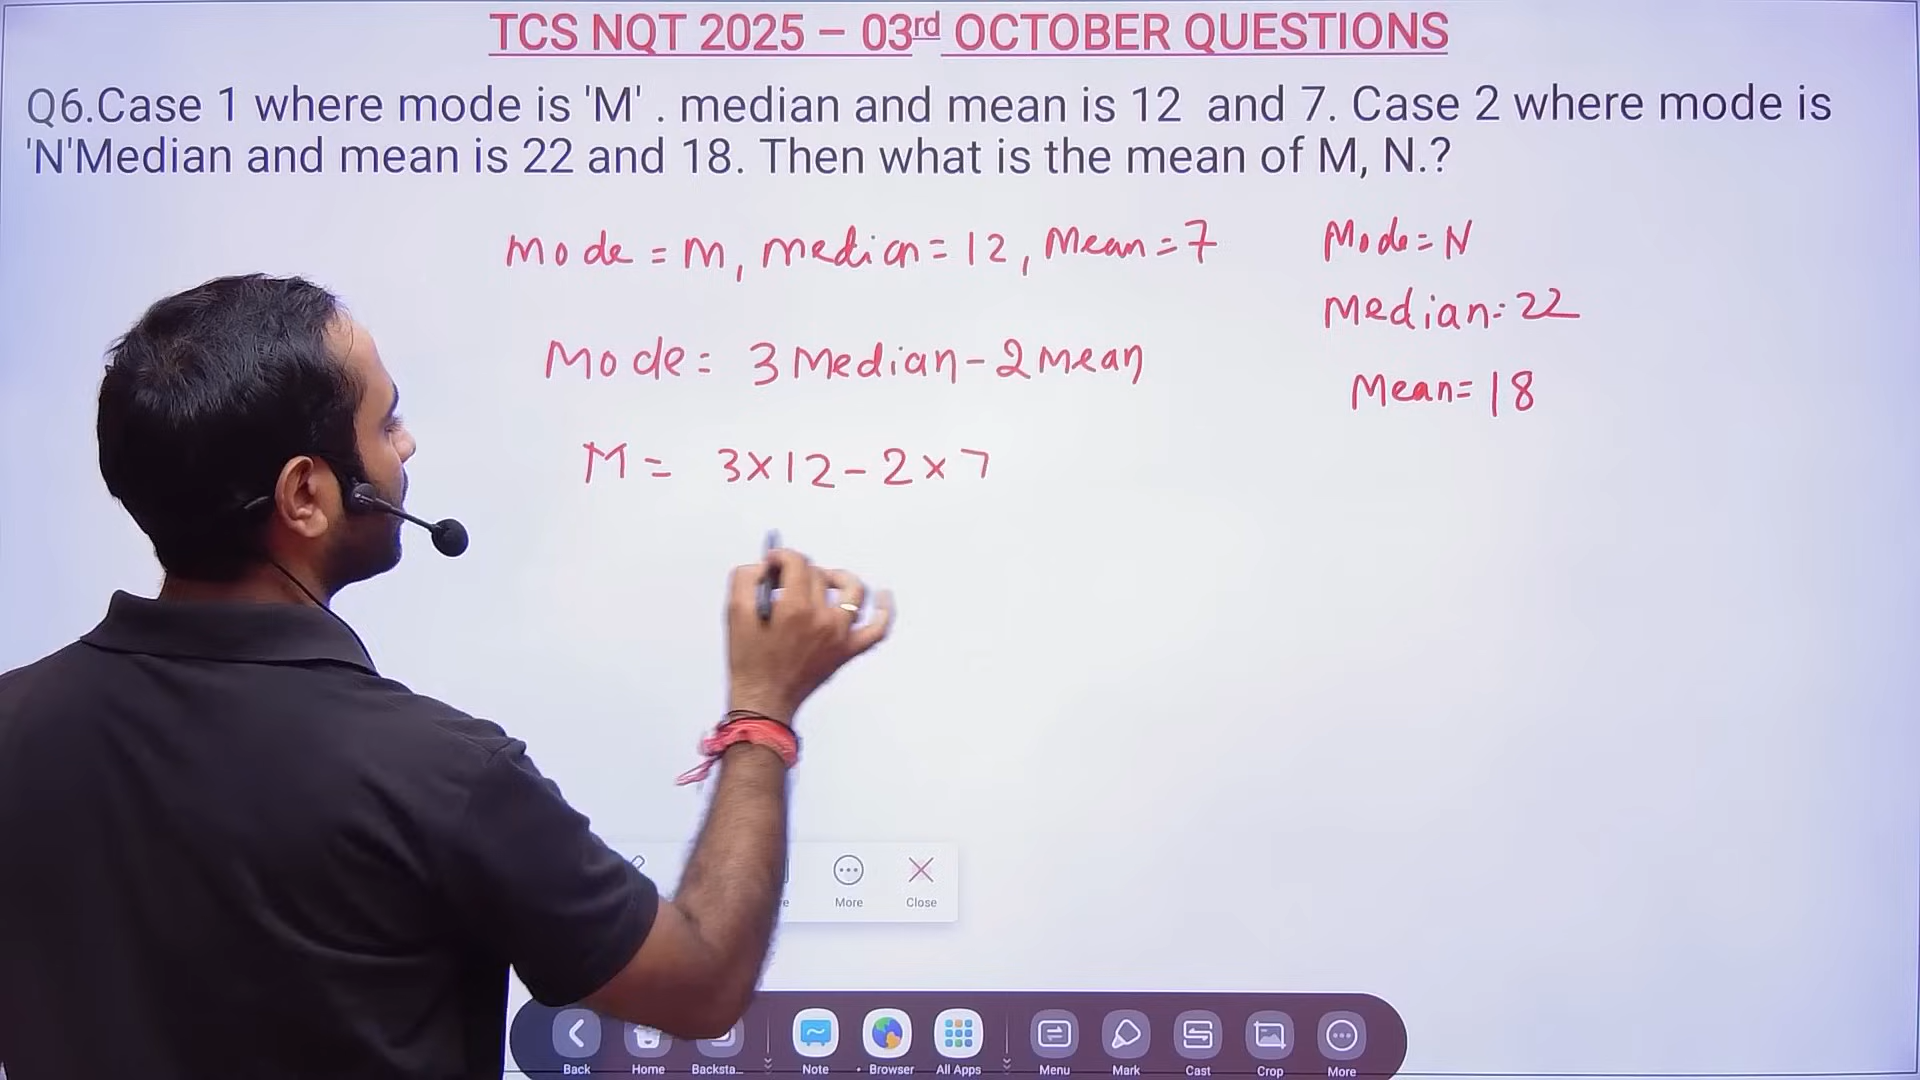 TCS NQT 2025 – 03rd OCTOBER QUESTIONS
Q6.Case 1 where mode is 'M' . median and mean is 12 and 7. Case 2 where mode is
'N'Median and mean is 22 and 18. Then what is the mean of M, N.?
Mode = M, Median = 12, Mean = 7
Mode = N
Median = 22
Mean = 18
Mode = 3 Median - 2 Mean
M = 3 × 12 - 2 × 7
More
Close
Back
Home
Backsta...
Note
Browser
All Apps
Menu
Mark
Cast
Crop
More